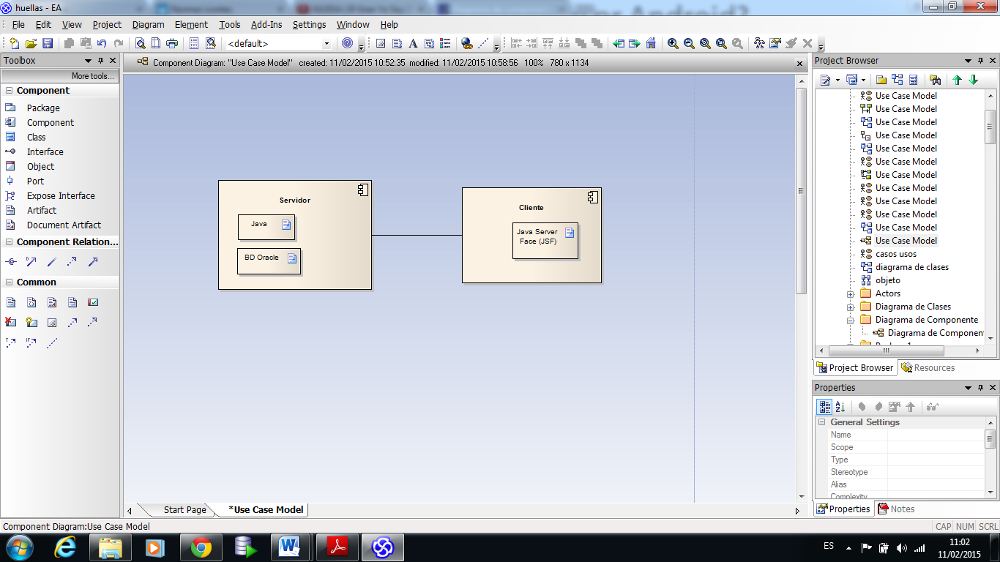 huellas - EA
File Edit View Project Diagram Element Tools Add-Ins Settings Window Help
<default>
Toolbox
More tools...
Component
Package
Component
Class
Interface
Object
Port
Expose Interface
Artifact
Document Artifact
Component Relation...
Common
Component Diagram: "Use Case Model" created: 11/02/2015 10:52:35 modified: 11/02/2015 10:58:56 100% 780 x 1134
Servidor
Java
BD Oracle
Cliente
Java Server
Face (JSF)
Start Page *Use Case Model
Project Browser
Use Case Model
Use Case Model
Use Case Model
Use Case Model
Use Case Model
Use Case Model
Use Case Model
Use Case Model
Use Case Model
Use Case Model
Use Case Model
Use Case Model
casos usos
diagrama de clases
objeto
Actors
Diagrama de Clases
Diagrama de Componente
Diagrama de Componen
Project Browser Resources
Properties
General Settings
Name
Scope
Type
Stereotype
Alias
Complexity
Properties Notes
Component Diagram:Use Case Model
CAP NUM SCRL
ES
11:02
11/02/2015